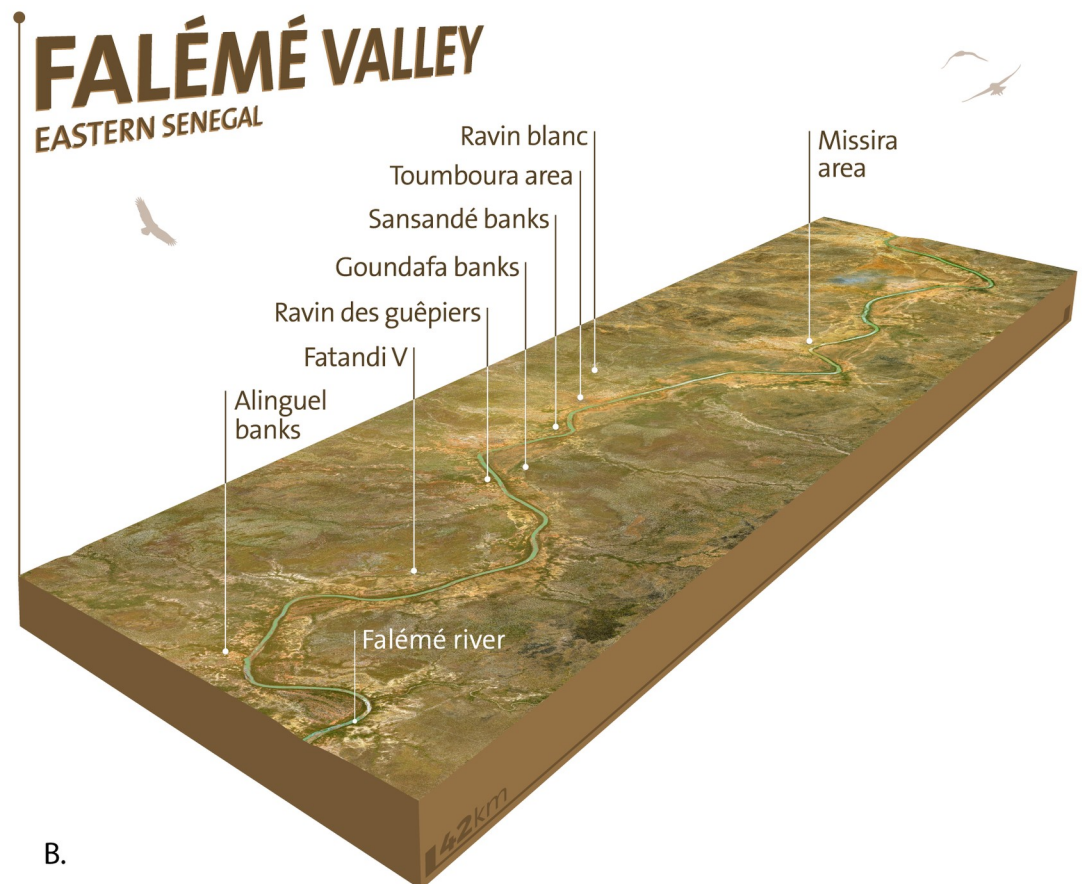 FALÉMÉ VALLEY
EASTERN SENEGAL
Ravin blanc
Toumboura area
Sansandé banks
Goundafa banks
Ravin des guêpiers
Fatandi V
Alinguel
banks
Missira
area
Falémé river
42km
B.